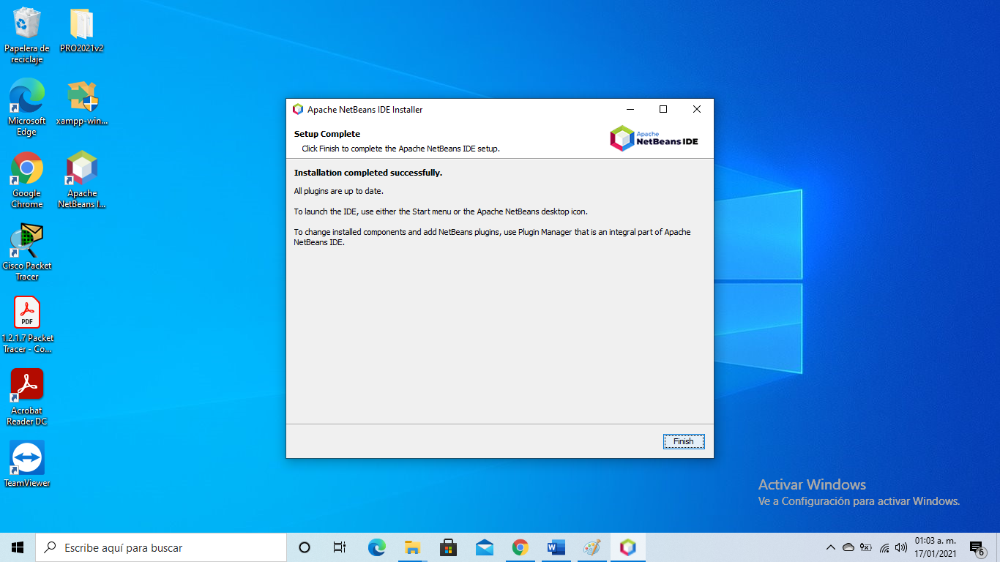 Papelera de
reciclaje
PRO2021v2
Microsoft
Edge
xampp-win...
Google
Chrome
Apache
NetBeans I...
Cisco Packet
Tracer
PDF
1.2.1.7 Packet
Tracer - Co...
Acrobat
Reader DC
TeamViewer
Apache NetBeans IDE Installer
Setup Complete
Click Finish to complete the Apache NetBeans IDE setup.
Apache
NetBeans IDE
Installation completed successfully.
All plugins are up to date.
To launch the IDE, use either the Start menu or the Apache NetBeans desktop icon.
To change installed components and add NetBeans plugins, use Plugin Manager that is an integral part of Apache
NetBeans IDE.
Finish
Activar Windows
Ve a Configuración para activar Windows.
Escribe aquí para buscar
W
01:03 a. m.
17/01/2021
6